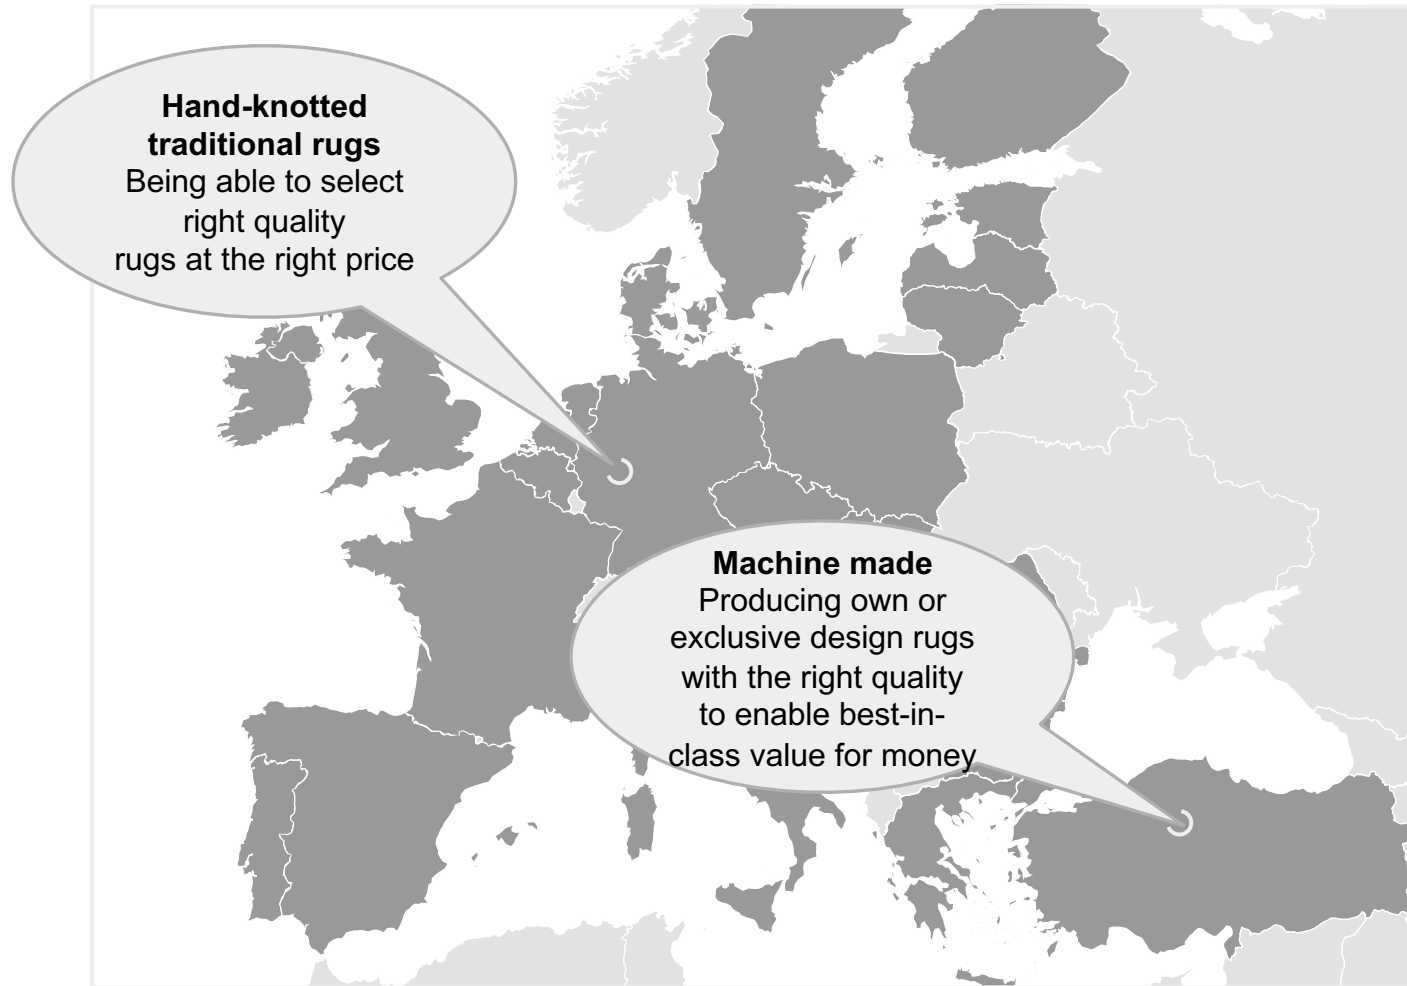 Hand-knotted
traditional rugs
Being able to select
right quality
rugs at the right price
Machine made
Producing own or
exclusive design rugs
with the right quality
to enable best-in-
class value for money